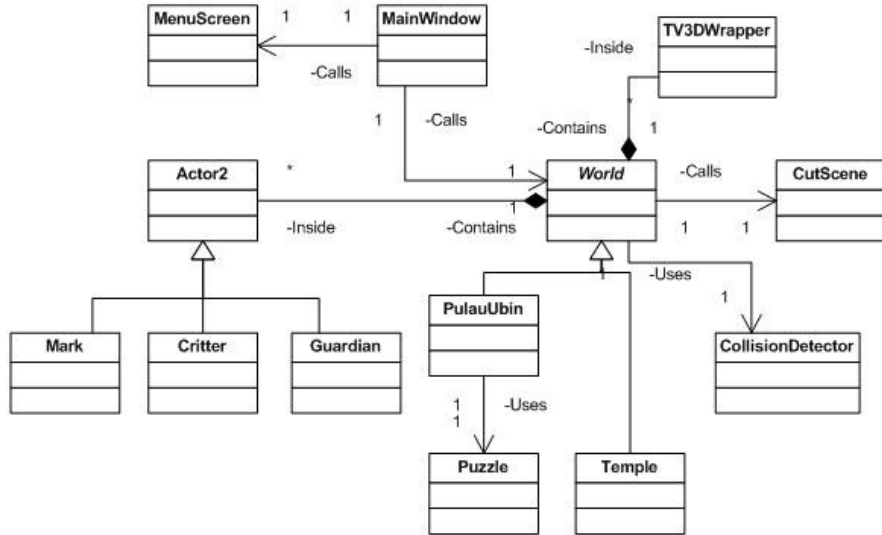 MenuScreen
1
1
MainWindow
-Calls
TV3DWrapper
-Inside
*
1
-Contains
1
-Calls
1
Actor2
*
-Inside
World
1
-Contains
-Calls
1
1
CutScene
1
-Uses
1
CollisionDetector
Mark
Critter
Guardian
PulauUbin
1
1
-Uses
Puzzle
Temple